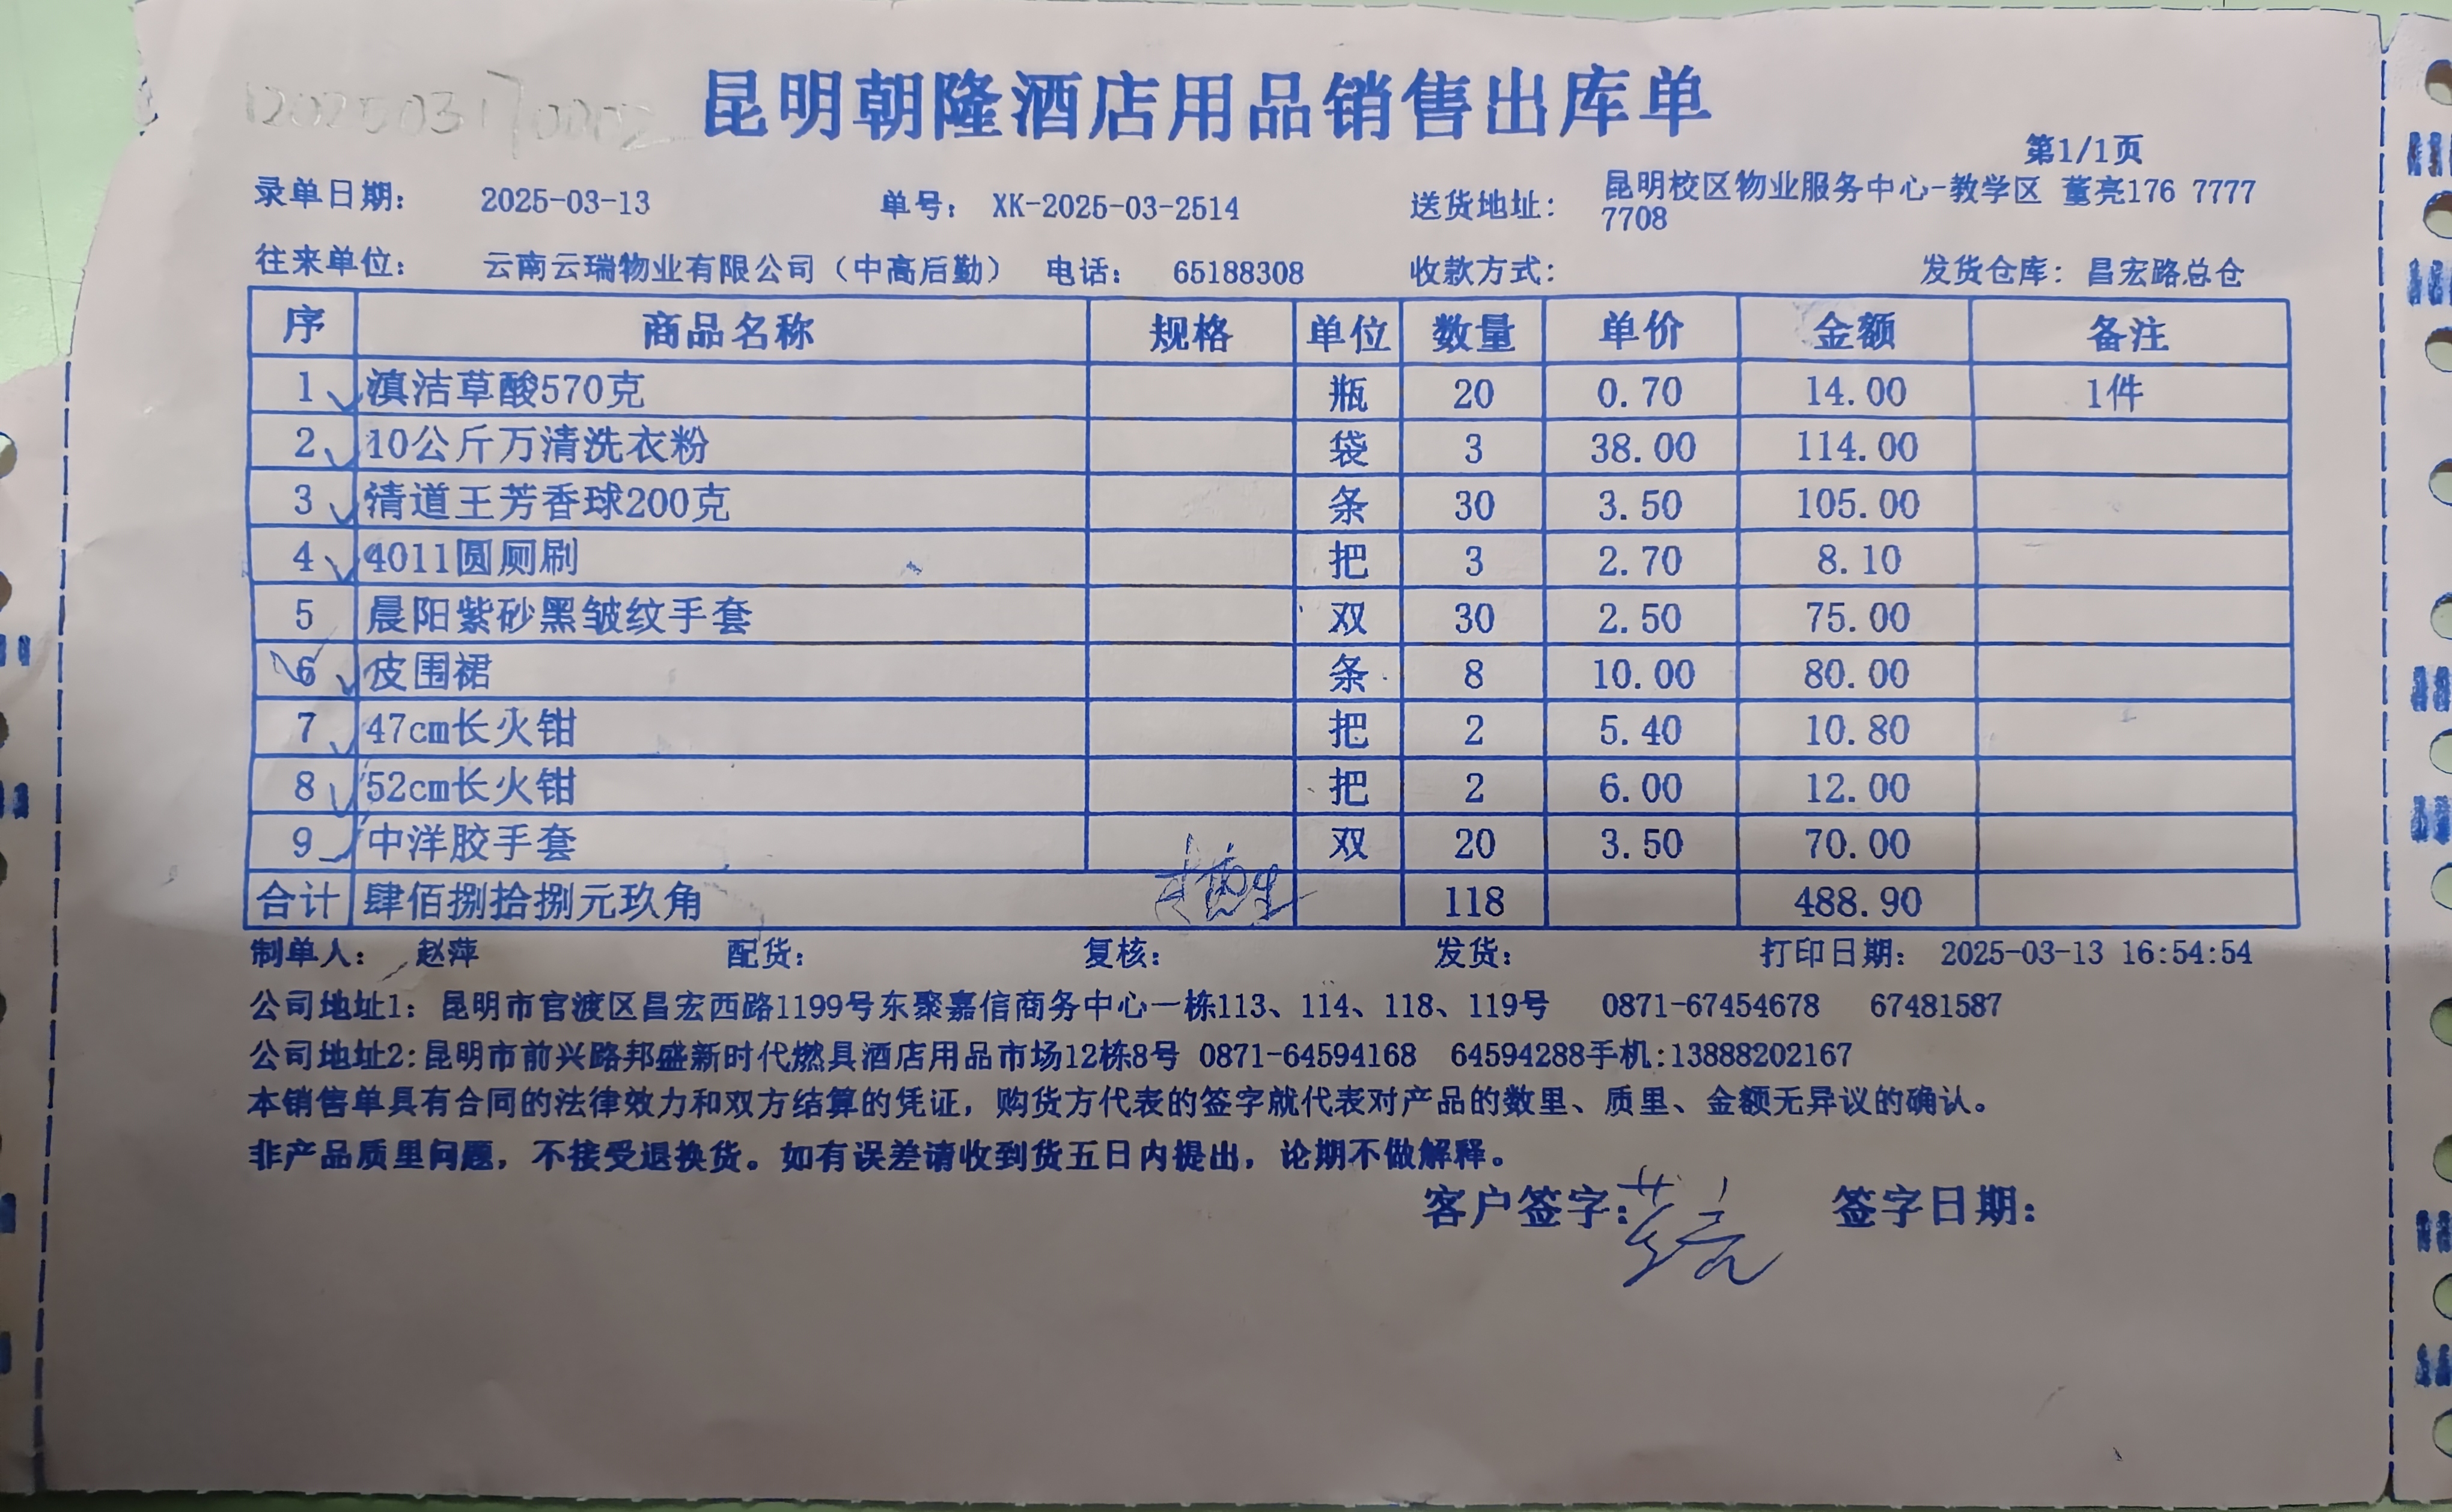 昆明朝隆酒店用品销售出库单
第1/1页
录单日期： 2025-03-13 单号： XK-2025-03-2514 送货地址： 昆明校区物业服务中心-教学区 董亮176 7777
7708
往来单位： 云南云瑞物业有限公司（中高后勤） 电话： 65188308 收款方式： 发货仓库：昌宏路总仓
序 商品名称 规格 单位 数量 单价 金额 备注
1 滇洁草酸570克 瓶 20 0.70 14.00 1件
2 10公斤万清洗衣粉 袋 3 38.00 114.00
3 清道王芳香球200克 条 30 3.50 105.00
4 4011圆厕刷 把 3 2.70 8.10
5 晨阳紫砂黑皱纹手套 双 30 2.50 75.00
6 皮围裙 条 8 10.00 80.00
7 47cm长火钳 把 2 5.40 10.80
8 52cm长火钳 把 2 6.00 12.00
9 中洋胶手套 双 20 3.50 70.00
合计 肆佰捌拾捌元玖角 118 488.90
制单人： 赵萍 配货： 复核： 发货： 打印日期： 2025-03-13 16:54:54
公司地址1：昆明市官渡区昌宏西路1199号东聚嘉信商务中心一栋113、114、118、119号 0871-67454678 67481587
公司地址2:昆明市前兴路邦盛新时代燃具酒店用品市场12栋8号 0871-64594168 64594288手机:13888202167
本销售单具有合同的法律效力和双方结算的凭证，购货方代表的签字就代表对产品的数里、质里、金额无异议的确认。
非产品质里问题，不接受退换货。如有误差请收到货五日内提出，论期不做解释。
客户签字：董亮 签字日期：